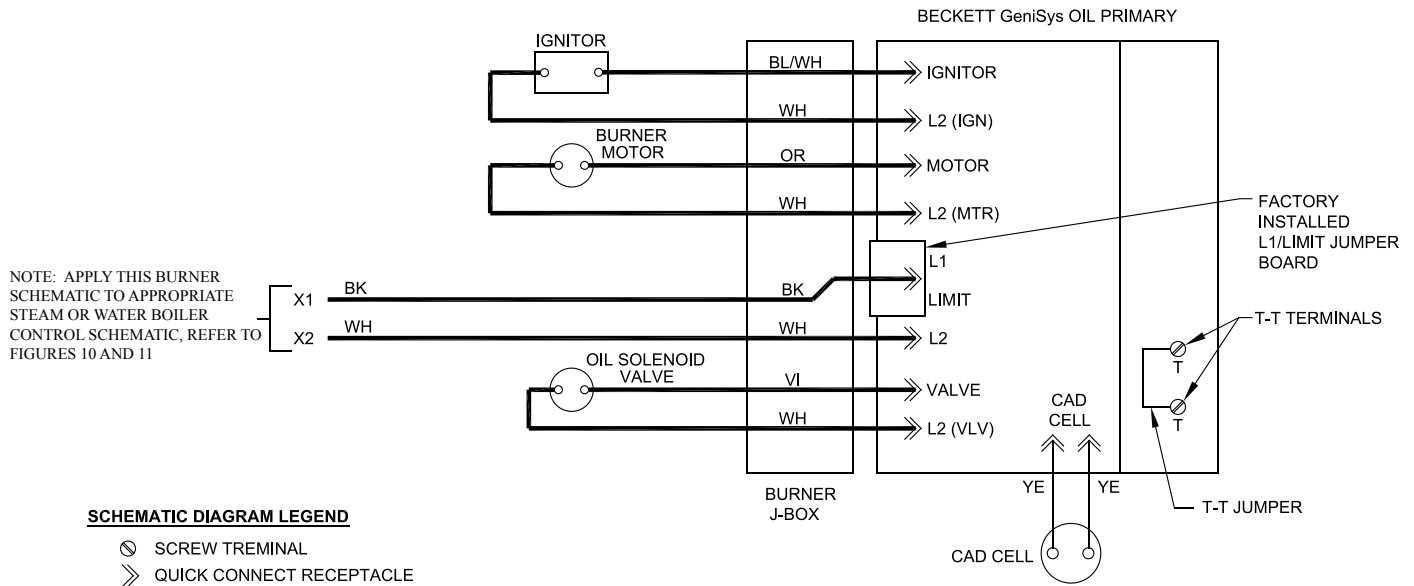 BECKETT GeniSys OIL PRIMARY
IGNITOR
BL/WH
IGNITOR
WH
L2 (IGN)
BURNER
MOTOR
OR
MOTOR
WH
L2 (MTR)
FACTORY
INSTALLED
L1/LIMIT JUMPER
BOARD
L1
NOTE: APPLY THIS BURNER
SCHEMATIC TO APPROPRIATE
STEAM OR WATER BOILER
CONTROL SCHEMATIC, REFER TO
FIGURES 10 AND 11
X1
BK
BK
LIMIT
X2
WH
WH
L2
T-T TERMINALS
OIL SOLENOID
VALVE
VI
VALVE
T
CAD
CELL
WH
L2 (VLV)
T
YE
YE
BURNER
J-BOX
T-T JUMPER
SCHEMATIC DIAGRAM LEGEND
SCREW TREMINAL
CAD CELL
QUICK CONNECT RECEPTACLE